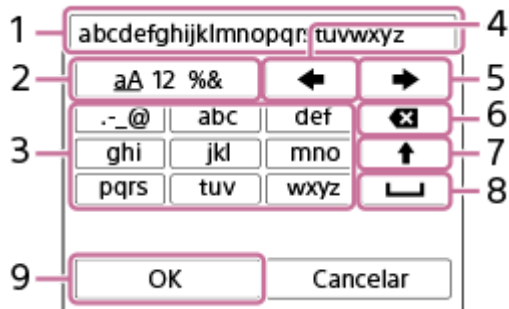 1 abcdefghijklmnopqrstuvwxyz 4
2 aA 12 %& 5
.-_@ abc def 6
3 ghi jkl mno 7
pqrs tuv wxyz 8
9 OK Cancelar